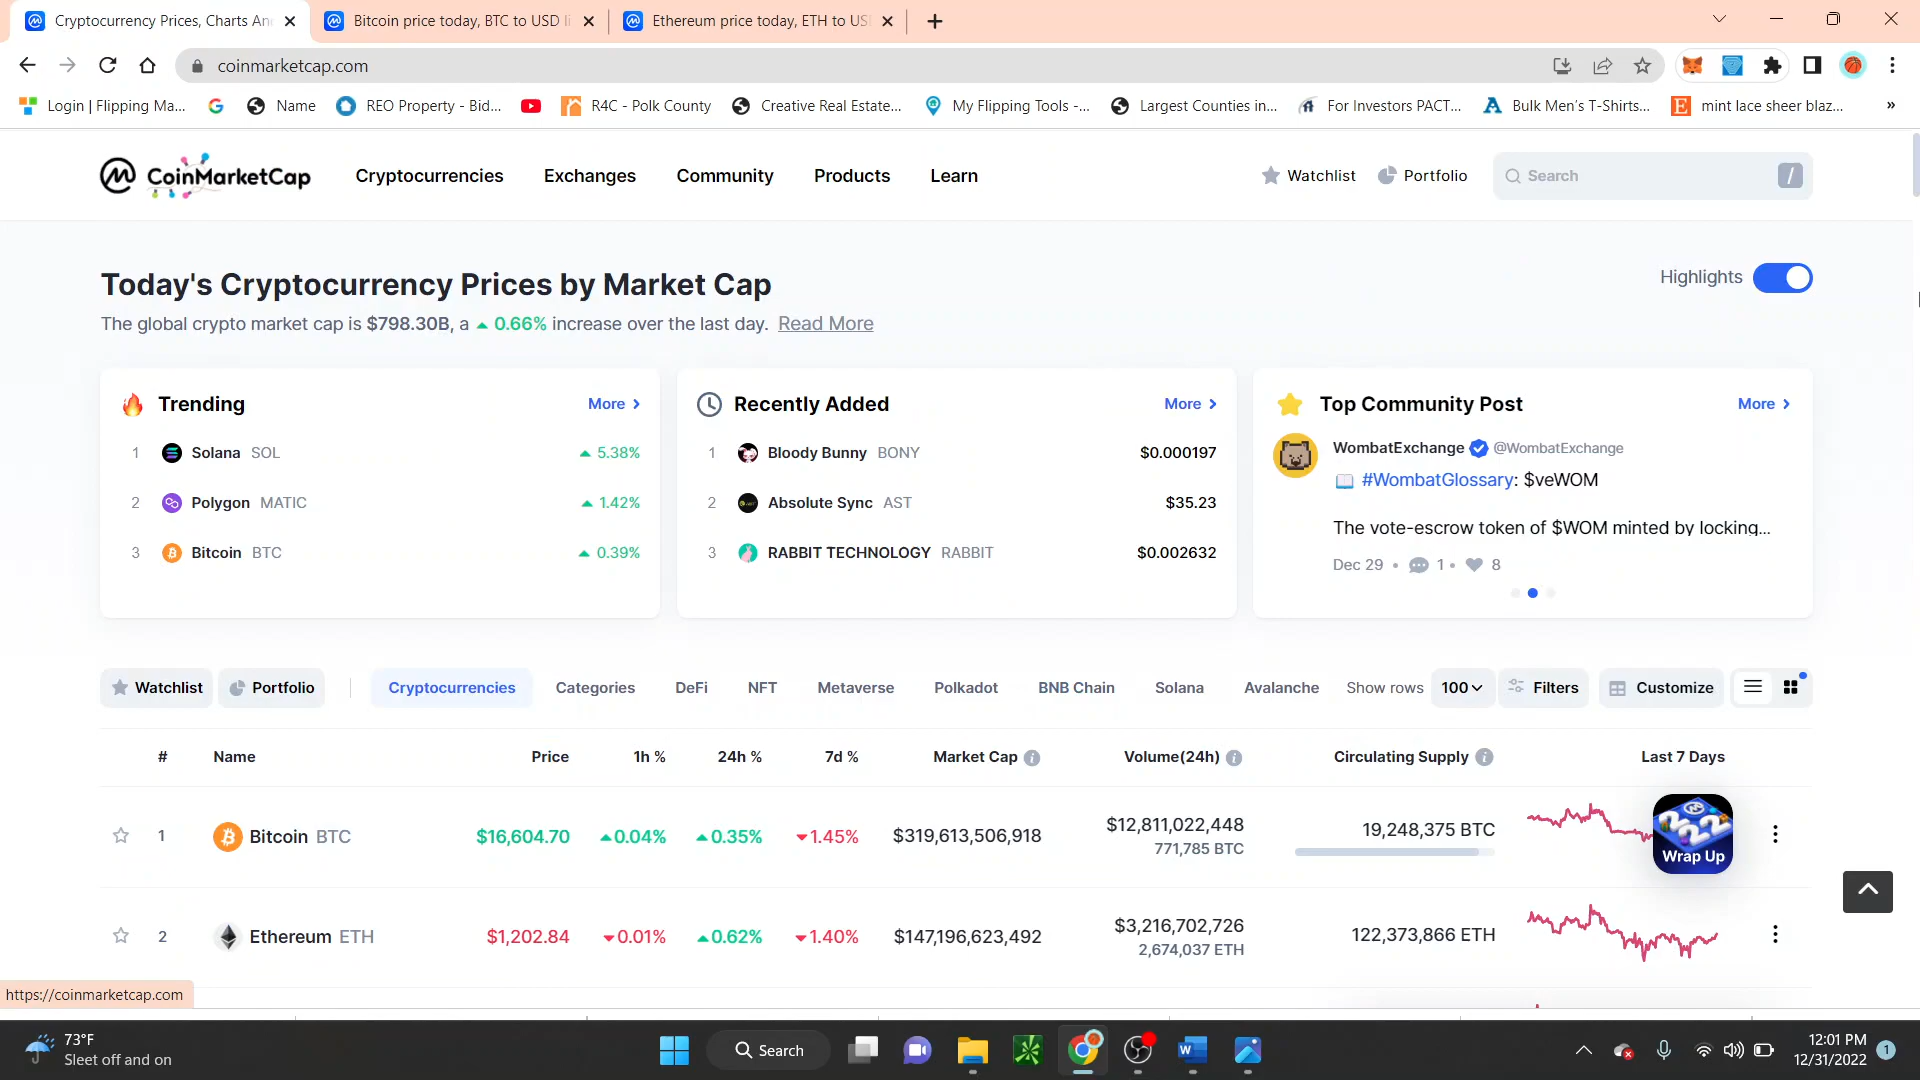 Cryptocurrency Prices, Charts An
Bitcoin price today, BTC to USD li
Ethereum price today, ETH to US
coinmarketcap.com
Login | Flipping Ma...
Name
REO Property - Bid...
R4C - Polk County
Creative Real Estate...
My Flipping Tools -...
Largest Counties in...
For Investors PACT...
Bulk Men's T-Shirts...
mint lace sheer blaz...
»
CoinMarketCap
Cryptocurrencies
Exchanges
Community
Products
Learn
Watchlist
Portfolio
Search
/
Today's Cryptocurrency Prices by Market Cap
Highlights
The global crypto market cap is $798.30B, a 0.66% increase over the last day. Read More
Trending
More
1 Solana SOL 5.38%
2 Polygon MATIC 1.42%
3 Bitcoin BTC 0.39%
Recently Added
More
1 Bloody Bunny BONY $0.000197
2 Absolute Sync AST $35.23
3 RABBIT TECHNOLOGY RABBIT $0.002632
Top Community Post
More
WombatExchange @WombatExchange
#WombatGlossary: $veWOM
The vote-escrow token of $WOM minted by locking...
Dec 29 • 1 • 8
Watchlist
Portfolio
Cryptocurrencies
Categories
DeFi
NFT
Metaverse
Polkadot
BNB Chain
Solana
Avalanche
Show rows
100
Filters
Customize
# Name Price 1h % 24h % 7d % Market Cap Volume(24h) Circulating Supply Last 7 Days
1 Bitcoin BTC $16,604.70 0.04% 0.35% 1.45% $319,613,506,918 $12,811,022,448 19,248,375 BTC
771,785 BTC
2022
Wrap Up
2 Ethereum ETH $1,202.84 0.01% 0.62% 1.40% $147,196,623,492 $3,216,702,726 122,373,866 ETH
2,674,037 ETH
https://coinmarketcap.com
73°F
Sleet off and on
Search
12:01 PM
12/31/2022
1